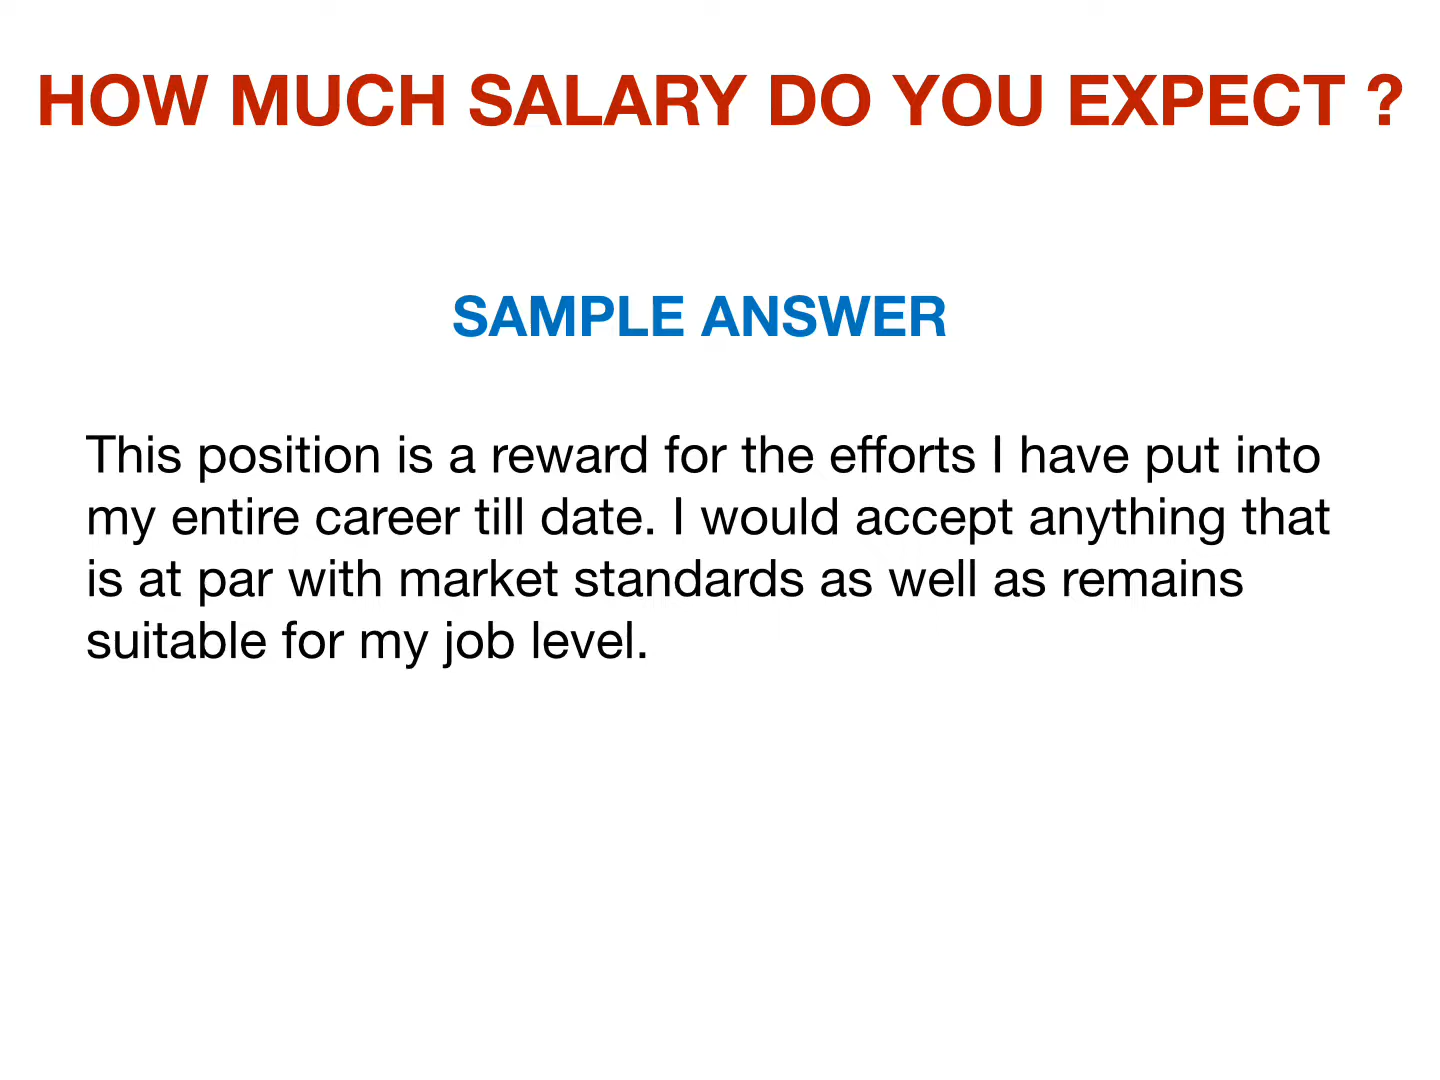 HOW MUCH SALARY DO YOU EXPECT ?
SAMPLE ANSWER
This position is a reward for the efforts I have put into
my entire career till date. I would accept anything that
is at par with market standards as well as remains
suitable for my job level.